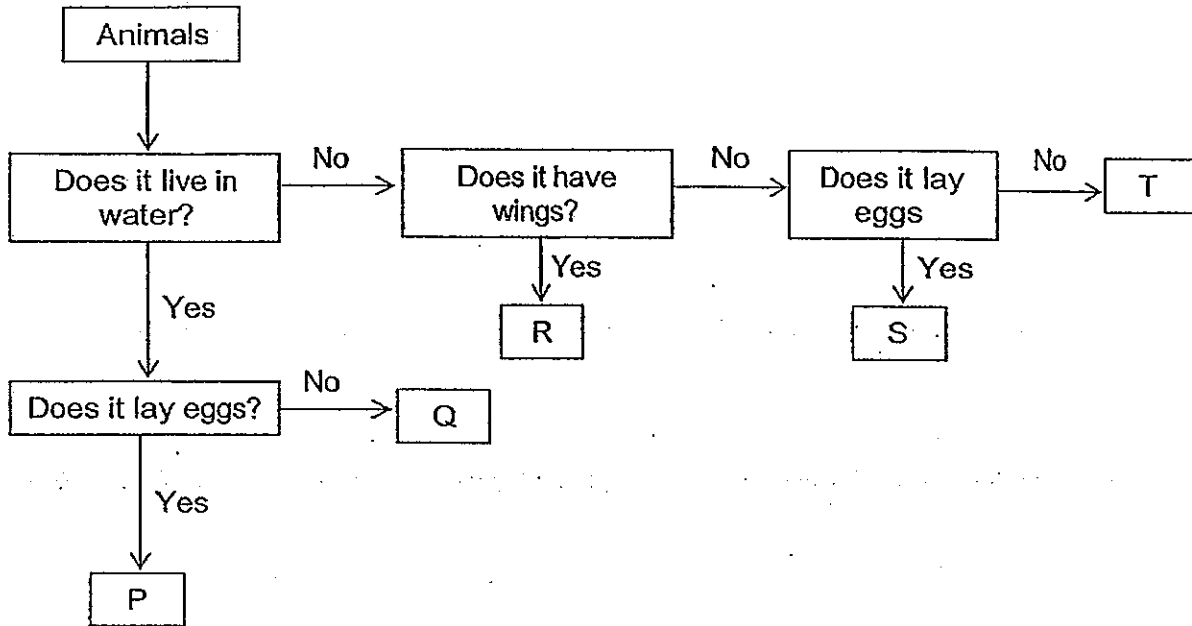 Animals
Does it live in
water?
No
Does it have
wings?
No
Does it lay
eggs
No
T
Yes
Yes
R
Yes
S
Does it lay eggs?
No
Q
Yes
P